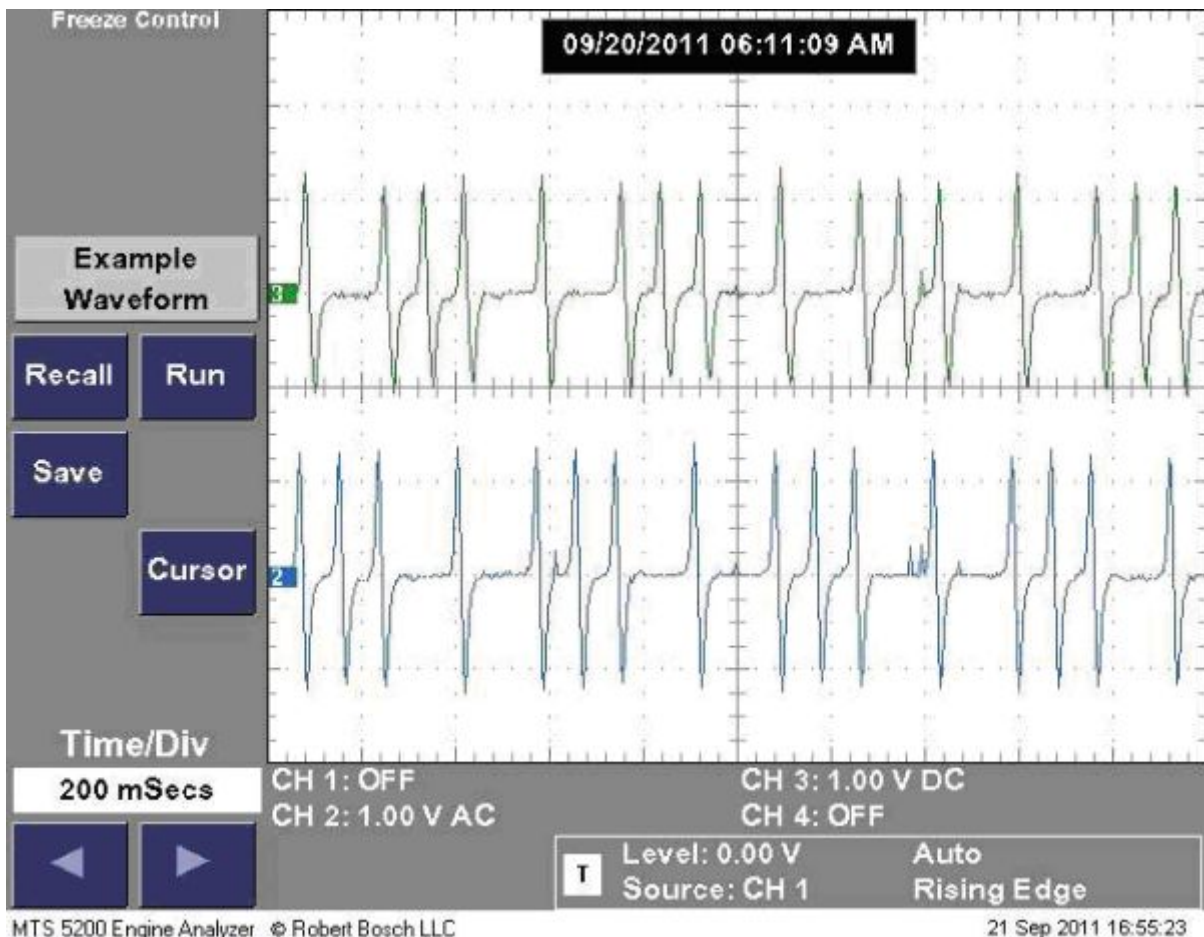 Freeze Control
09/20/2011 06:11:09 AM
Example
Waveform
3
Recall Run
Save
Cursor
2
Time/Div
200 mSecs
CH 1: OFF CH 3: 1.00 V DC
CH 2: 1.00 V AC CH 4: OFF
T Level: 0.00 V Auto
Source: CH 1 Rising Edge
MTS 5200 Engine Analyzer © Robert Bosch LLC 21 Sep 2011 16:55:23